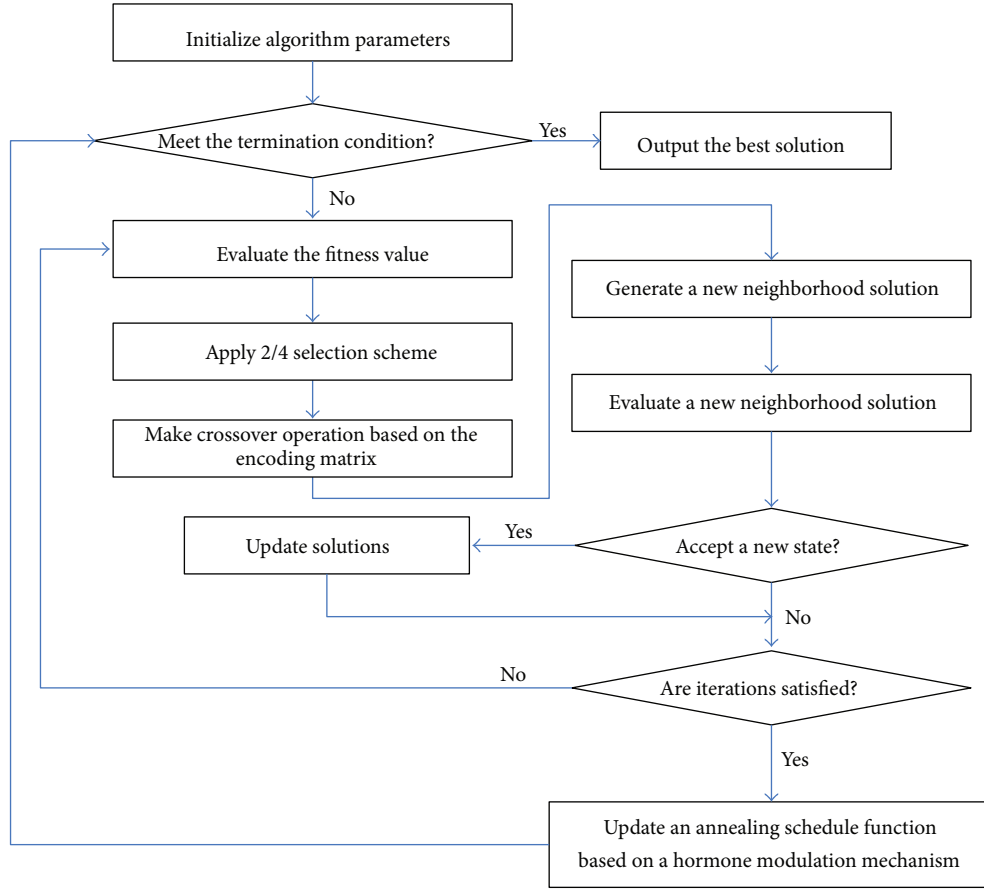 Initialize algorithm parameters
Meet the termination condition?
Yes
Output the best solution
No
Evaluate the fitness value
Apply 2/4 selection scheme
Make crossover operation based on the
encoding matrix
Generate a new neighborhood solution
Evaluate a new neighborhood solution
Accept a new state?
Yes
Update solutions
No
Are iterations satisfied?
No
Yes
Update an annealing schedule function
based on a hormone modulation mechanism